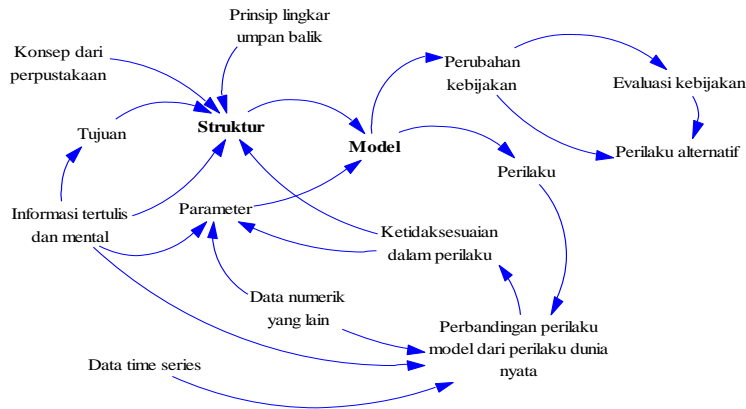 Prinsip lingkar
umpan balik
Konsep dari
perpustakaan
Perubahan
kebijakan
Evaluasi kebijakan
Tujuan
Struktur
Model
Perilaku alternatif
Perilaku
Informasi tertulis
dan mental
Parameter
Ketidaksesuaian
dalam perilaku
Data numerik
yang lain
Perbandingan perilaku
model dari perilaku dunia
nyata
Data time series